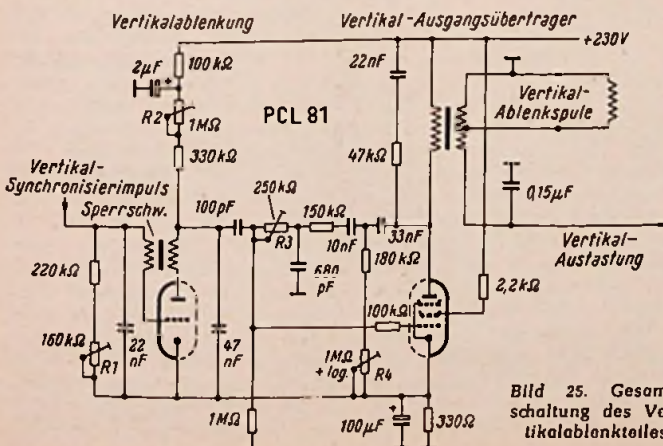 Vertikalablenkung
Vertikal-Ausgangsübertrager
+230V
2µF
+
100kΩ
22nF
R2
1MΩ
PCL 81
Vertikal-
Ablenkspule
330kΩ
47kΩ
Vertikal-
Synchronisierimpuls
Sperrschw.
100pF
250kΩ
R3
150kΩ
10nF
33nF
0,15µF
Vertikal-
Austastung
220kΩ
680
pF
180kΩ
2,2kΩ
160kΩ
R1
22
nF
47
nF
100kΩ
1MΩ
+ log.
R4
1MΩ
100µF
+
330Ω
Bild 25. Gesam
schaltung des Ve
tikalablenkteiles